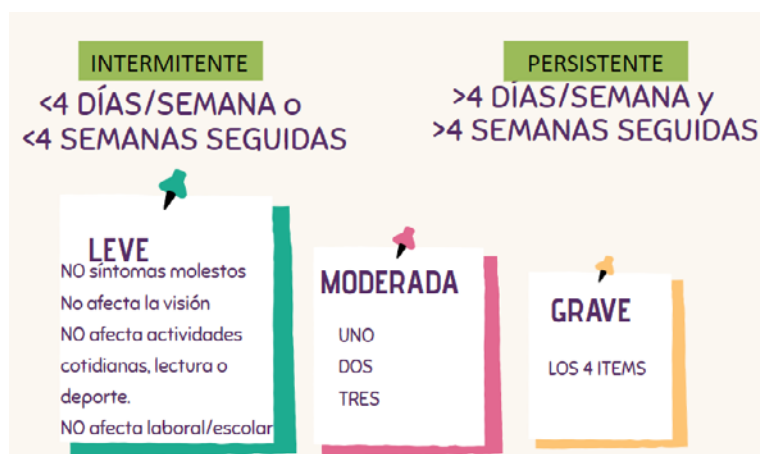 INTERMITENTE
<4 DÍAS/SEMANA o
<4 SEMANAS SEGUIDAS
PERSISTENTE
>4 DÍAS/SEMANA y
>4 SEMANAS SEGUIDAS
LEVE
NO síntomas molestos
No afecta la visión
NO afecta actividades
cotidianas, lectura o
deporte.
NO afecta laboral/escolar
MODERADA
UNO
DOS
TRES
GRAVE
LOS 4 ITEMS